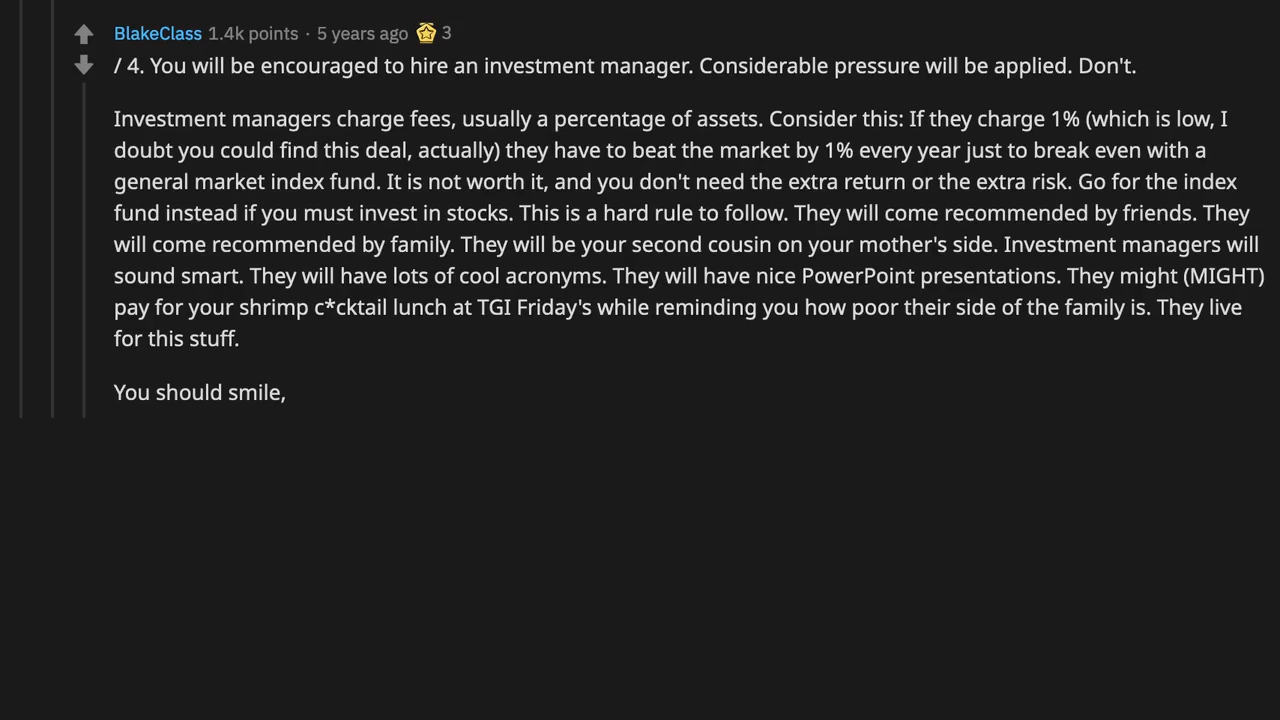 BlakeClass 1.4k points · 5 years ago 3
/ 4. You will be encouraged to hire an investment manager. Considerable pressure will be applied. Don't.
Investment managers charge fees, usually a percentage of assets. Consider this: If they charge 1% (which is low, I
doubt you could find this deal, actually) they have to beat the market by 1% every year just to break even with a
general market index fund. It is not worth it, and you don't need the extra return or the extra risk. Go for the index
fund instead if you must invest in stocks. This is a hard rule to follow. They will come recommended by friends. They
will come recommended by family. They will be your second cousin on your mother's side. Investment managers will
sound smart. They will have lots of cool acronyms. They will have nice PowerPoint presentations. They might (MIGHT)
pay for your shrimp c*cktail lunch at TGI Friday's while reminding you how poor their side of the family is. They live
for this stuff.
You should smile,